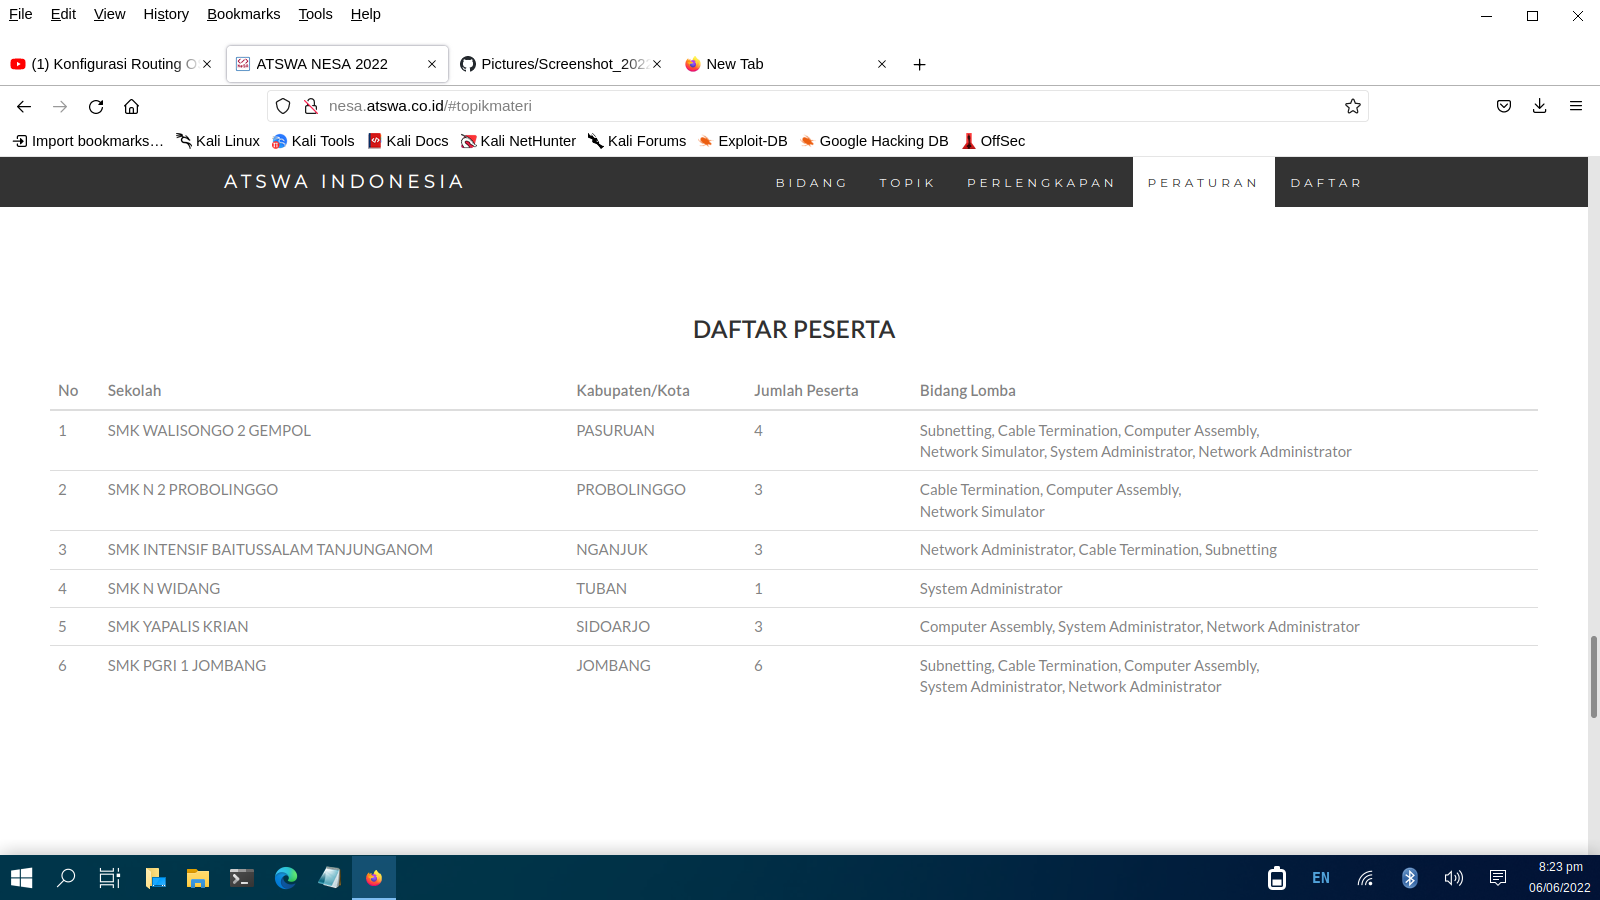 File Edit View History Bookmarks Tools Help
(1) Konfigurasi Routing O ATSWA NESA 2022 Pictures/Screenshot_202 New Tab
nesa.atswa.co.id/#topikmateri
Import bookmarks… Kali Linux Kali Tools Kali Docs Kali NetHunter Kali Forums Exploit-DB Google Hacking DB OffSec
ATSWA INDONESIA BIDANG TOPIK PERLENGKAPAN PERATURAN DAFTAR
DAFTAR PESERTA
No Sekolah Kabupaten/Kota Jumlah Peserta Bidang Lomba
1 SMK WALISONGO 2 GEMPOL PASURUAN 4 Subnetting, Cable Termination, Computer Assembly,
Network Simulator, System Administrator, Network Administrator
2 SMK N 2 PROBOLINGGO PROBOLINGGO 3 Cable Termination, Computer Assembly,
Network Simulator
3 SMK INTENSIF BAITUSSALAM TANJUNGANOM NGANJUK 3 Network Administrator, Cable Termination, Subnetting
4 SMK N WIDANG TUBAN 1 System Administrator
5 SMK YAPALIS KRIAN SIDOARJO 3 Computer Assembly, System Administrator, Network Administrator
6 SMK PGRI 1 JOMBANG JOMBANG 6 Subnetting, Cable Termination, Computer Assembly,
System Administrator, Network Administrator
EN 8:23 pm
06/06/2022